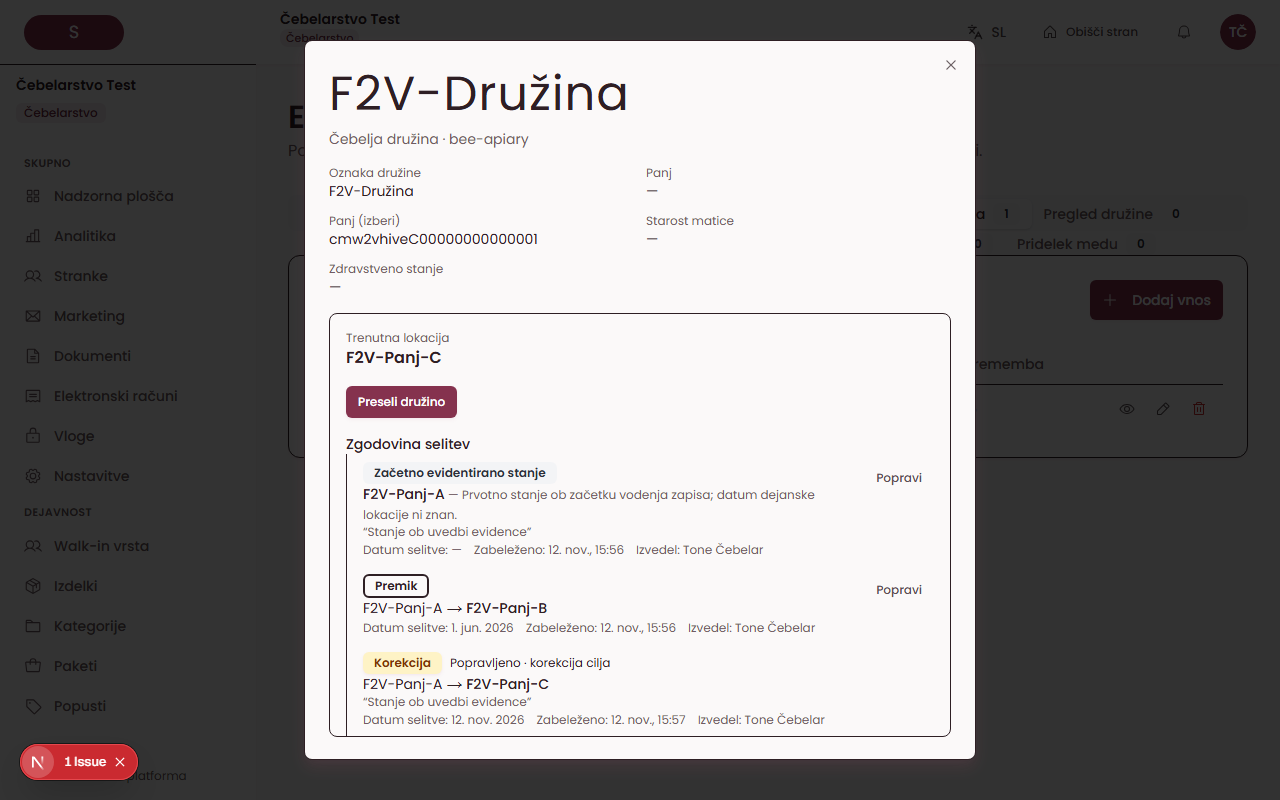 S
Čebelarstvo Test
Čebelarstvo
SL
Obišči stran
TČ
Čebelarstvo Test
Čebelarstvo
SKUPNO
Nadzorna plošča
Analitika
Stranke
Marketing
Dokumenti
Elektronski računi
Vloge
Nastavitve
DEJAVNOST
Walk-in vrsta
Izdelki
Kategorije
Paketi
Popusti
platforma
1 Issue
Pregled družine 0
1
Pridelek medu 0
Dodaj vnos
F2V-Družina
Čebelja družina · bee-apiary
Oznaka družine
F2V-Družina
Panj
—
Panj (izberi)
cmw2vhiveC00000000000001
Starost matice
—
Zdravstveno stanje
—
Trenutna lokacija
F2V-Panj-C
Preseli družino
Zgodovina selitev
Začetno evidentirano stanje
Popravi
F2V-Panj-A — Prvotno stanje ob začetku vodenja zapisa; datum dejanske
lokacije ni znan.
“Stanje ob uvedbi evidence”
Datum selitve: — Zabeleženo: 12. nov., 15:56 Izvedel: Tone Čebelar
Premik
Popravi
F2V-Panj-A → F2V-Panj-B
Datum selitve: 1. jun. 2026 Zabeleženo: 12. nov., 15:56 Izvedel: Tone Čebelar
Korekcija Popravljeno · korekcija cilja
F2V-Panj-A → F2V-Panj-C
“Stanje ob uvedbi evidence”
Datum selitve: 12. nov. 2026 Zabeleženo: 12. nov., 15:57 Izvedel: Tone Čebelar